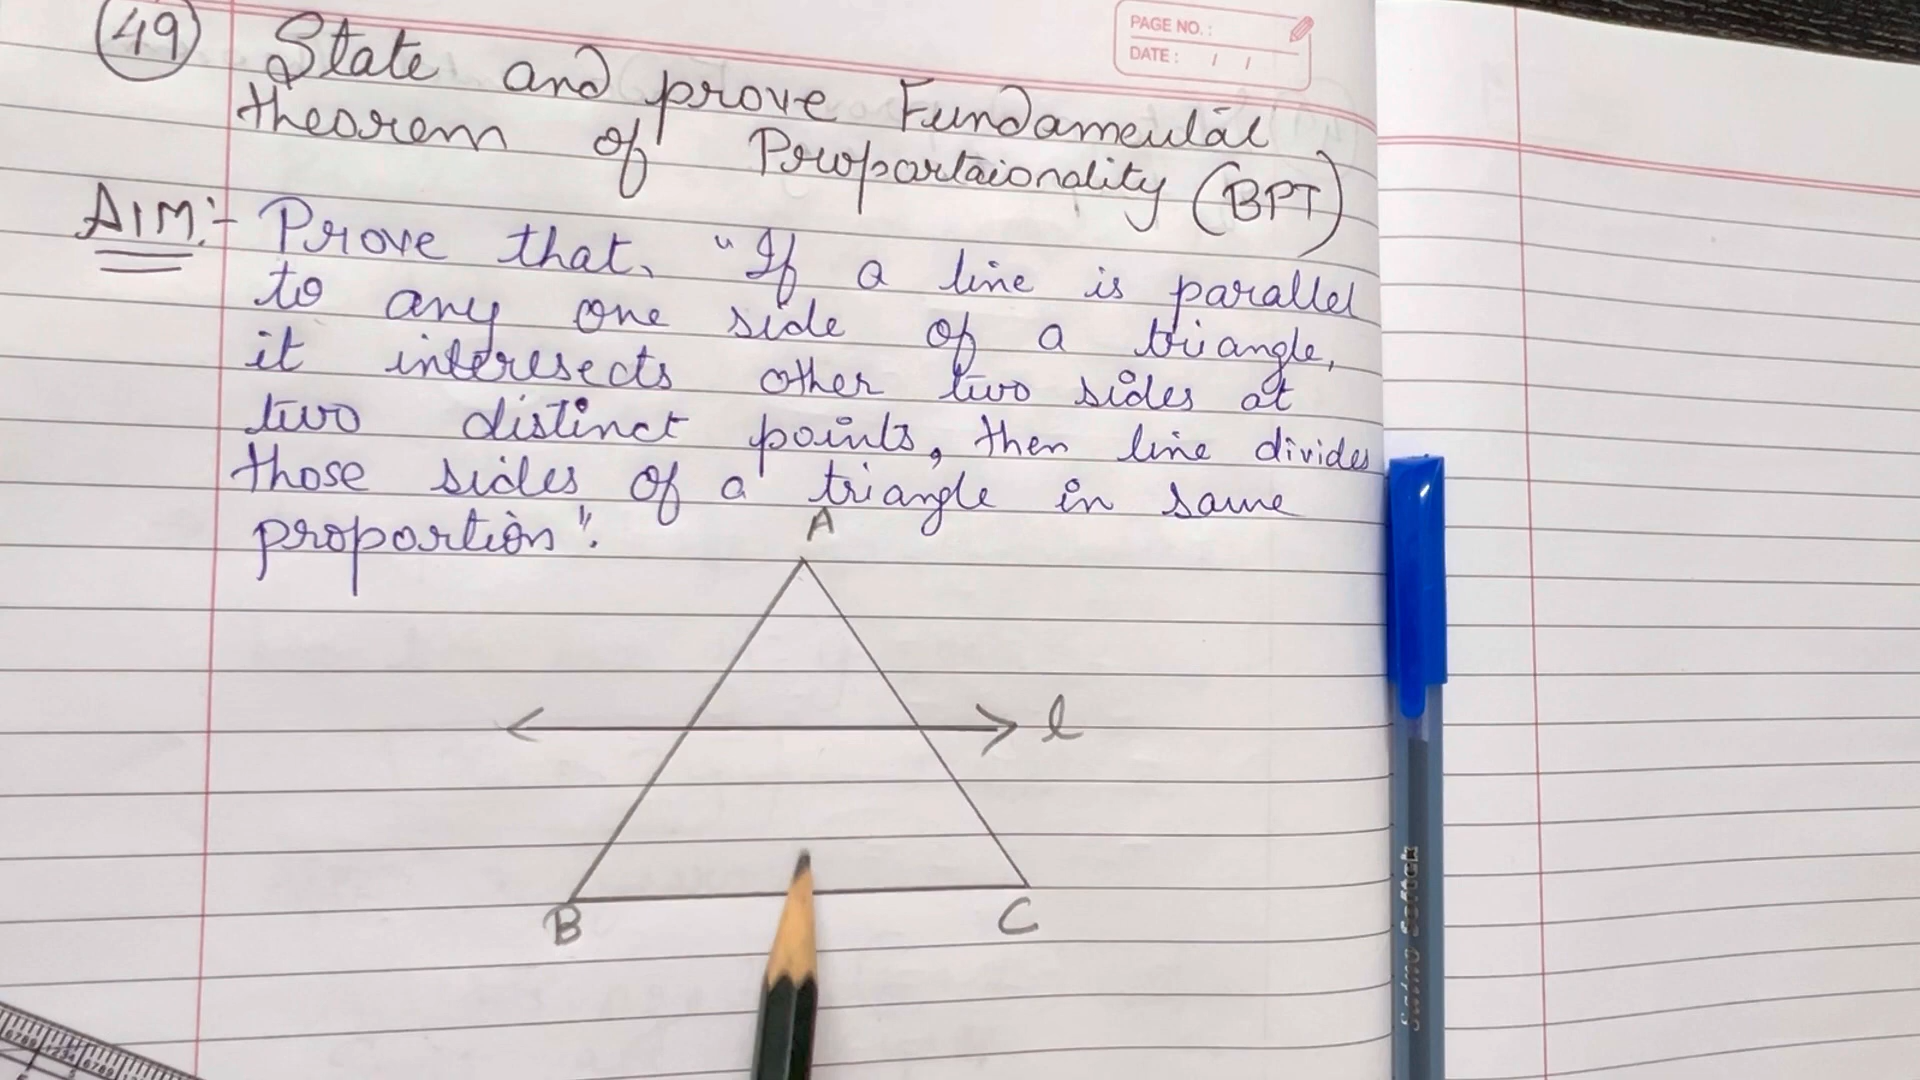 PAGE NO. :
DATE : / /
49 State and prove Fundamental
theorem of Proportaionality (BPT)
AIM:- Prove that, "If a line is parallel
to any one side of a triangle,
it interesects other two sides at
two distinct points, then line divides
those sides of a triangle in same
proportion".
A
l
B C